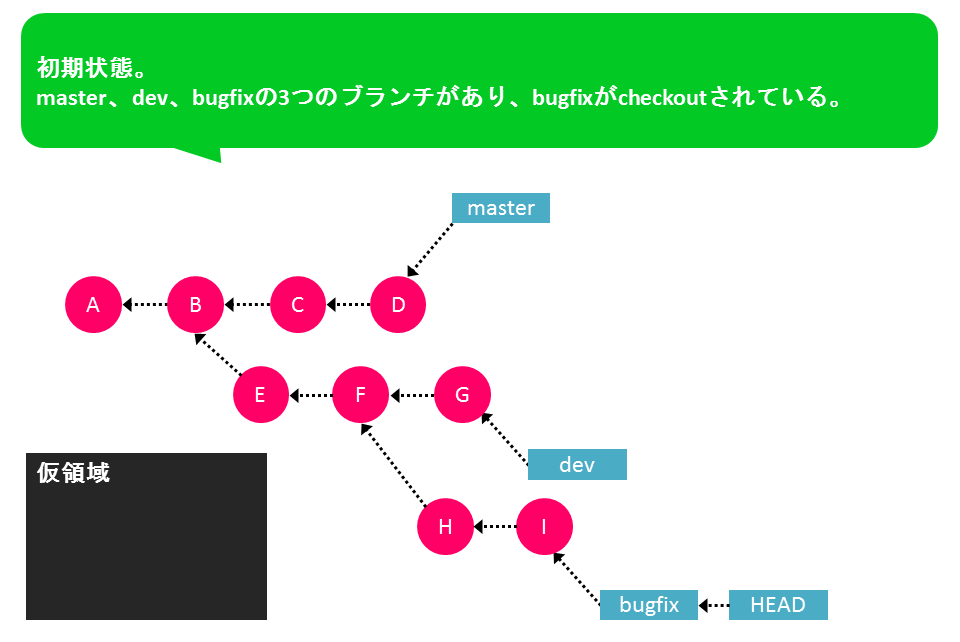 初期状態。
master、dev、bugfixの3つのブランチがあり、bugfixがcheckoutされている。
master
A
B
C
D
E
F
G
仮領域
dev
H
I
bugfix
HEAD